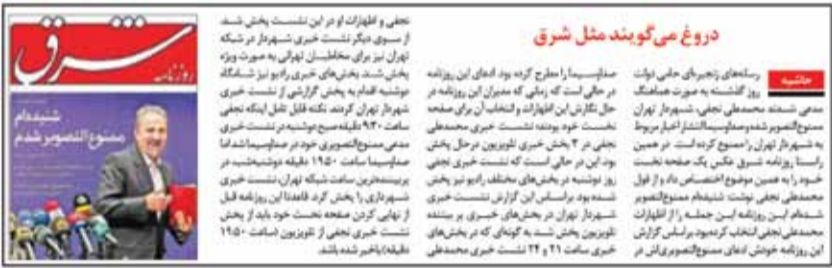 دروغ می‌گویند مثل شرق
حاشیه
رسانه‌های زنجیره‌ای حامی دولت
روز گذشته به صورت هماهنگ
مدعی شدند محمدعلی نجفی، شهردار تهران
ممنوع‌التصویر شده و صداوسیما انتشار اخبار مربوط
به شهردار تهران را ممنوع کرده است. در همین
راستا روزنامه شرق عکس یک صفحه نخست
خود را به همین موضوع اختصاص داد و از قول
محمدعلی نجفی نوشت: شنیده‌ام ممنوع‌التصویر
شده‌ام. این روزنامه این جمله را از اظهارات
محمدعلی نجفی انتخاب کرده بود. براساس گزارش
این روزنامه خودش ادعای ممنوع‌التصویری‌اش در
صداوسیما را مطرح کرده بود. ادعای این روزنامه
در حالی است که زمانی که مدیران این روزنامه در
حال نگارش این اظهارات و انتخاب آن برای صفحه
نخست خود بودند؛ نشست خبری محمدعلی
نجفی در ۳ پخش خبری تلویزیون در حال پخش
بود. این در حالی است که نشست خبری نجفی
روز دوشنبه در بخش‌های مختلف رادیو نیز پخش
شده بود. براساس این گزارش نشست خبری
شهردار تهران در بخش‌های خبری پر بیننده
تلویزیون پخش شد به گونه‌ای که در بخش‌های
خبری ساعت ۲۱ و ۲۴ نشست خبری محمدعلی
نجفی و اظهارات او در این نشست پخش شد.
از سوی دیگر نشست خبری شهردار در شبکه
تهران نیز برای مخاطبان تهرانی به صورت ویژه
پخش شد. بخش‌های خبری رادیو نیز شامگاه
دوشنبه اقدام به پخش گزارشی از نشست خبری
شهردار تهران کردند. نکته قابل تامل اینکه نجفی
ساعت ۹:۳۰ دقیقه صبح دوشنبه در نشست خبری
مدعی ممنوع‌التصویری خود در صداوسیما شد اما
صداوسیما ساعت ۱۹:۵۰ دقیقه دوشنبه‌شب، در
پربیننده‌ترین ساعت شبکه تهران، نشست خبری
شهرداری را پخش کرد. قاعدتا این روزنامه قبل
از نهایی کردن صفحه نخست خود باید از پخش
نشست خبری نجفی از تلویزیون (ساعت ۱۹:۵۰
دقیقه) باخبر شده باشد.
شرق
روزنامه
شنیده‌ام
ممنوع‌التصویر شدم